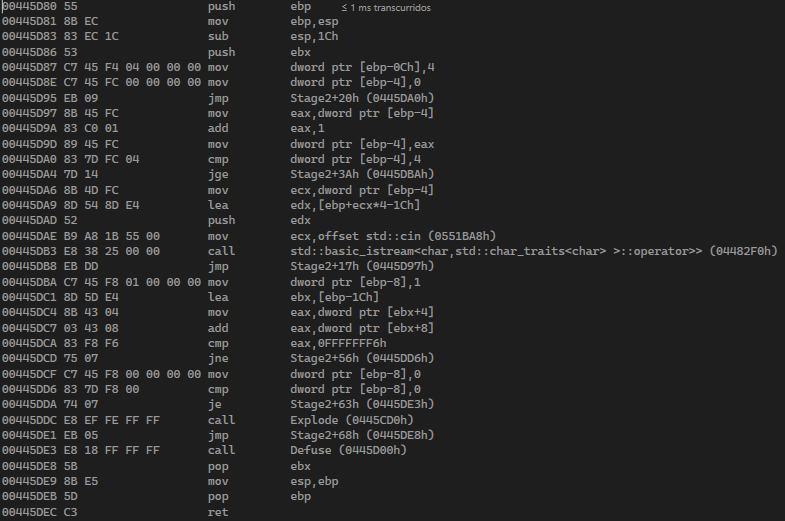 00445D80 55 push ebp ≤ 1 ms transcurridos
00445D81 8B EC mov ebp,esp
00445D83 83 EC 1C sub esp,1Ch
00445D86 53 push ebx
00445D87 C7 45 F4 04 00 00 00 mov dword ptr [ebp-0Ch],4
00445D8E C7 45 FC 00 00 00 00 mov dword ptr [ebp-4],0
00445D95 EB 09 jmp Stage2+20h (0445DA0h)
00445D97 8B 45 FC mov eax,dword ptr [ebp-4]
00445D9A 83 C0 01 add eax,1
00445D9D 89 45 FC mov dword ptr [ebp-4],eax
00445DA0 83 7D FC 04 cmp dword ptr [ebp-4],4
00445DA4 7D 14 jge Stage2+3Ah (0445DBAh)
00445DA6 8B 4D FC mov ecx,dword ptr [ebp-4]
00445DA9 8D 54 8D E4 lea edx,[ebp+ecx*4-1Ch]
00445DAD 52 push edx
00445DAE B9 A8 1B 55 00 mov ecx,offset std::cin (0551BA8h)
00445DB3 E8 38 25 00 00 call std::basic_istream<char,std::char_traits<char> >::operator>> (04482F0h)
00445DB8 EB DD jmp Stage2+17h (0445D97h)
00445DBA C7 45 F8 01 00 00 00 mov dword ptr [ebp-8],1
00445DC1 8D 5D E4 lea ebx,[ebp-1Ch]
00445DC4 8B 43 04 mov eax,dword ptr [ebx+4]
00445DC7 03 43 08 add eax,dword ptr [ebx+8]
00445DCA 83 F8 F6 cmp eax,0FFFFFFF6h
00445DCD 75 07 jne Stage2+56h (0445DD6h)
00445DCF C7 45 F8 00 00 00 00 mov dword ptr [ebp-8],0
00445DD6 83 7D F8 00 cmp dword ptr [ebp-8],0
00445DDA 74 07 je Stage2+63h (0445DE3h)
00445DDC E8 EF FE FF FF call Explode (0445CD0h)
00445DE1 EB 05 jmp Stage2+68h (0445DE8h)
00445DE3 E8 18 FF FF FF call Defuse (0445D00h)
00445DE8 5B pop ebx
00445DE9 8B E5 mov esp,ebp
00445DEB 5D pop ebp
00445DEC C3 ret